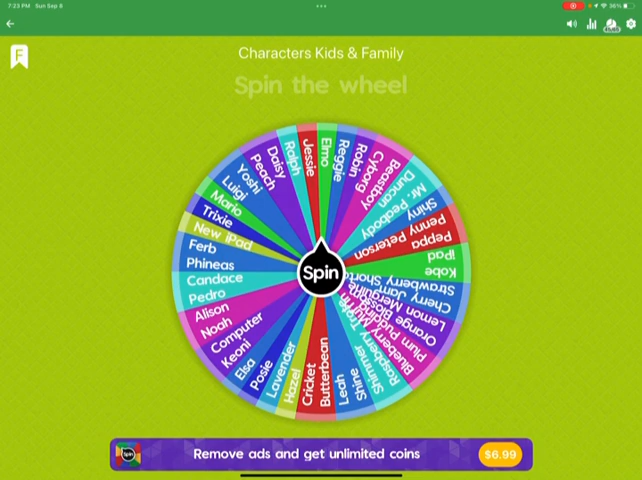 7:23 PM Sun Sep 8
36%
F
Characters Kids & Family
Spin the wheel
Elmo
Reggie
Robin
Cyborg
Beastboy
Duncan
Mr. Peabody
Shiny
Penny Peterson
Peppa
iPad
Kobe
Strawberry Short
Cherry Jam
Lemon Meringue
Orange Blossom
Plum Pudding
Blueberry Muffin
Raspberry Torte
Shimmer
Shine
Leah
Butterbean
Cricket
Hazel
Lavender
Posie
Elsa
Keoni
Computer
Noah
Alison
Pedro
Candace
Phineas
Ferb
New iPad
Trixie
Mario
Luigi
Yoshi
Peach
Daisy
Ralph
Jessie
Spin
Spin
Remove ads and get unlimited coins
$6.99